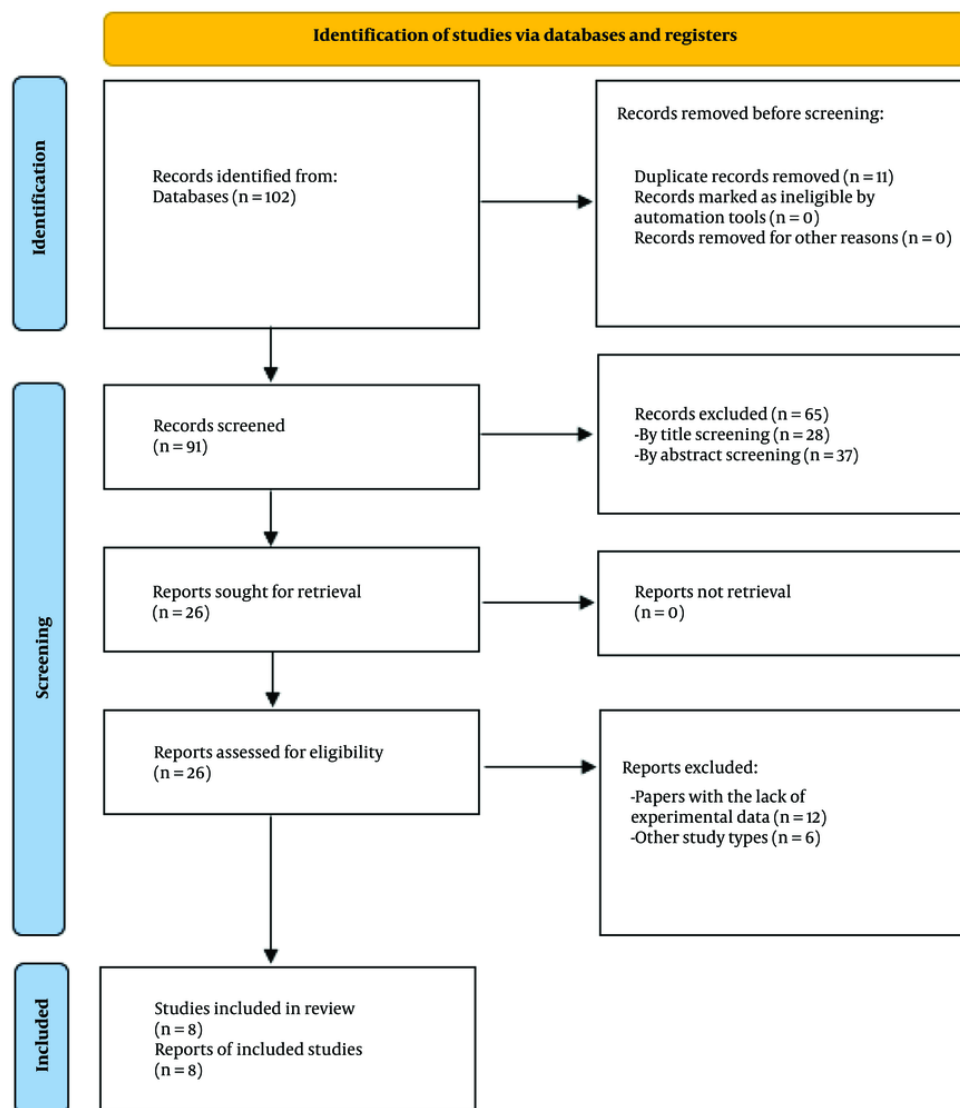 Identification of studies via databases and registers
Identification
Records identified from:
Databases (n = 102)
Records removed before screening:
Duplicate records removed (n = 11)
Records marked as ineligible by
automation tools (n = 0)
Records removed for other reasons (n = 0)
Screening
Records screened
(n = 91)
Records excluded (n = 65)
-By title screening (n = 28)
-By abstract screening (n = 37)
Reports sought for retrieval
(n = 26)
Reports not retrieval
(n = 0)
Reports assessed for eligibility
(n = 26)
Reports excluded:
-Papers with the lack of
experimental data (n = 12)
-Other study types (n = 6)
Included
Studies included in review
(n = 8)
Reports of included studies
(n = 8)